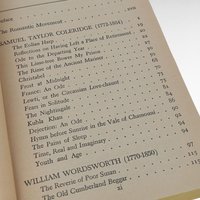 The Romantic Movement
SAMUEL TAYLOR COLERIDGE (1772-1834)
The Eolian Harp
Reflections on Having Left a Place of Retirement
Ode to the Departing Year
This Lime-tree Bower My Prison
The Rime of the Ancient Mariner
Christabel
Frost at Midnight
France: An Ode
Lewti, or the Circassian Love-chaunt
Fears in Solitude
The Nightingale
Kubla Khan
Dejection: An Ode
Hymn before Sunrise in the Vale of Chamouni
The Pains of Sleep
Time, Real and Imaginary
Youth and Age
WILLIAM WORDSWORTH (1770-1850)
The Reverie of Poor Susan
The Old Cumberland Beggar
xi
115